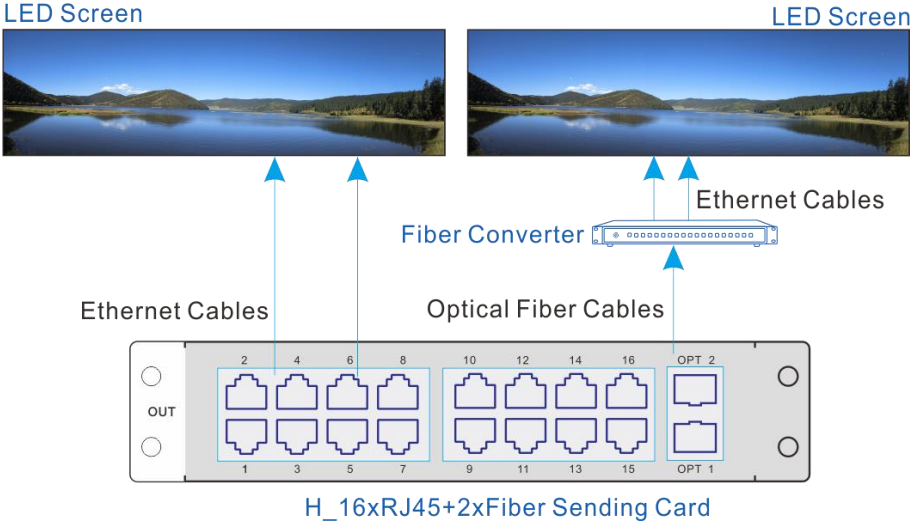 LED Screen
LED Screen
Ethernet Cables
Fiber Converter
Ethernet Cables
Optical Fiber Cables
2 4 6 8 10 12 14 16 OPT 2
OUT
1 3 5 7 9 11 13 15 OPT 1
H_16xRJ45+2xFiber Sending Card